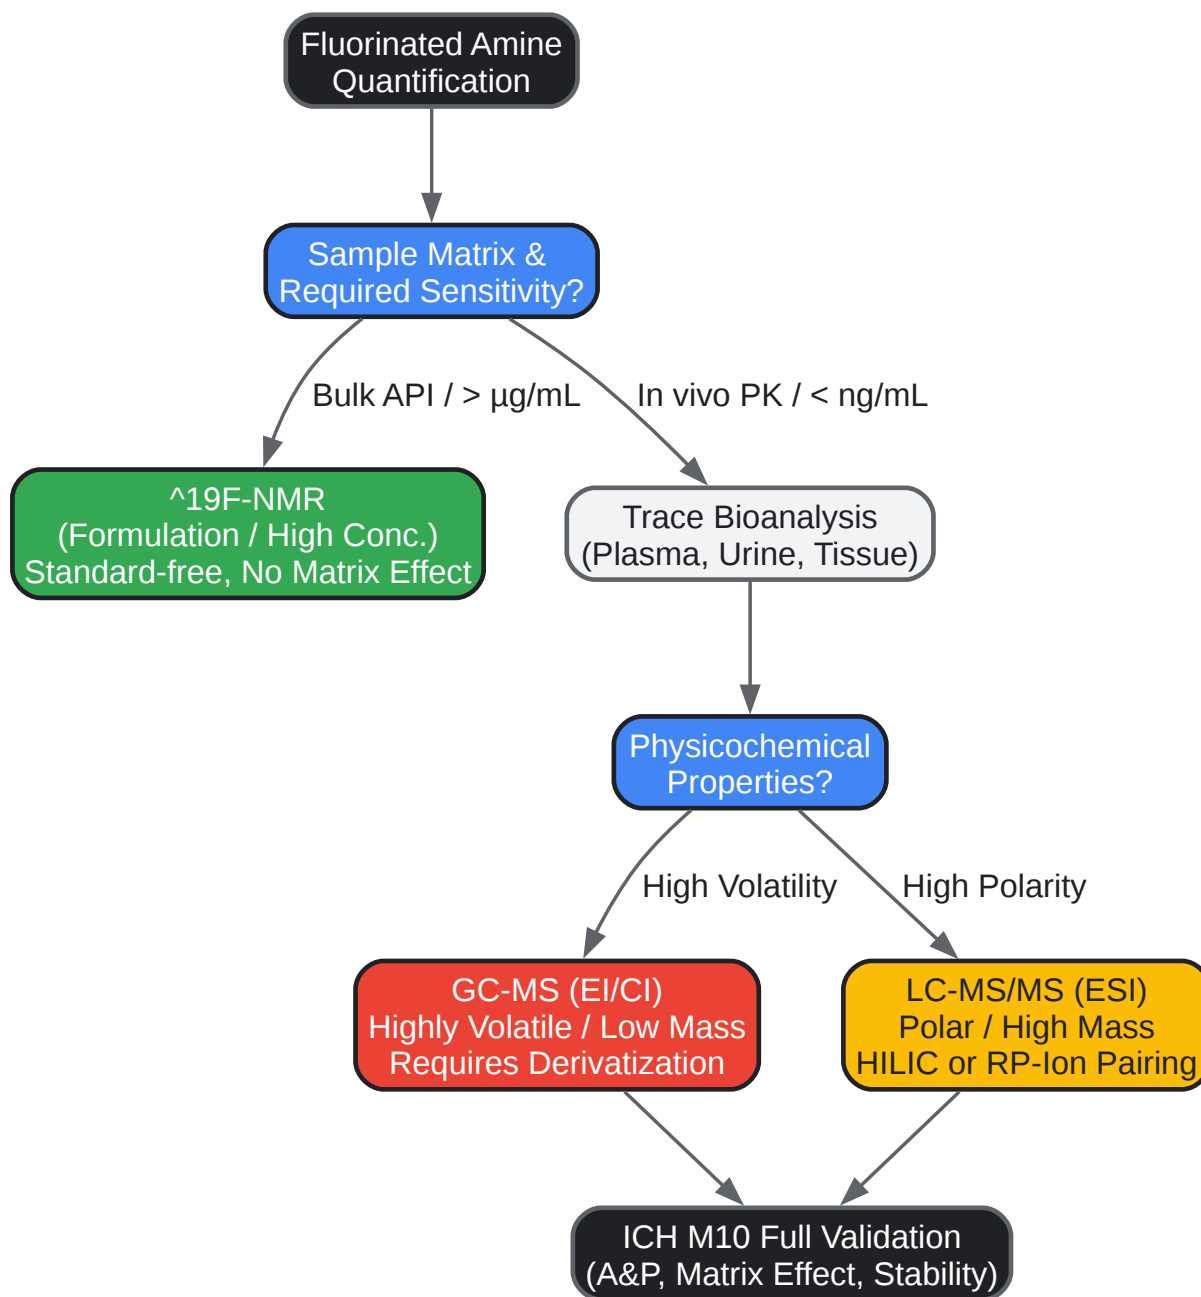 Fluorinated Amine
Quantification
Sample Matrix &
Required Sensitivity?
Bulk API / > µg/mL
In vivo PK / < ng/mL
^19F-NMR
(Formulation / High Conc.)
Standard-free, No Matrix Effect
Trace Bioanalysis
(Plasma, Urine, Tissue)
Physicochemical
Properties?
High Volatility
High Polarity
GC-MS (EI/CI)
Highly Volatile / Low Mass
Requires Derivatization
LC-MS/MS (ESI)
Polar / High Mass
HILIC or RP-Ion Pairing
ICH M10 Full Validation
(A&P, Matrix Effect, Stability)